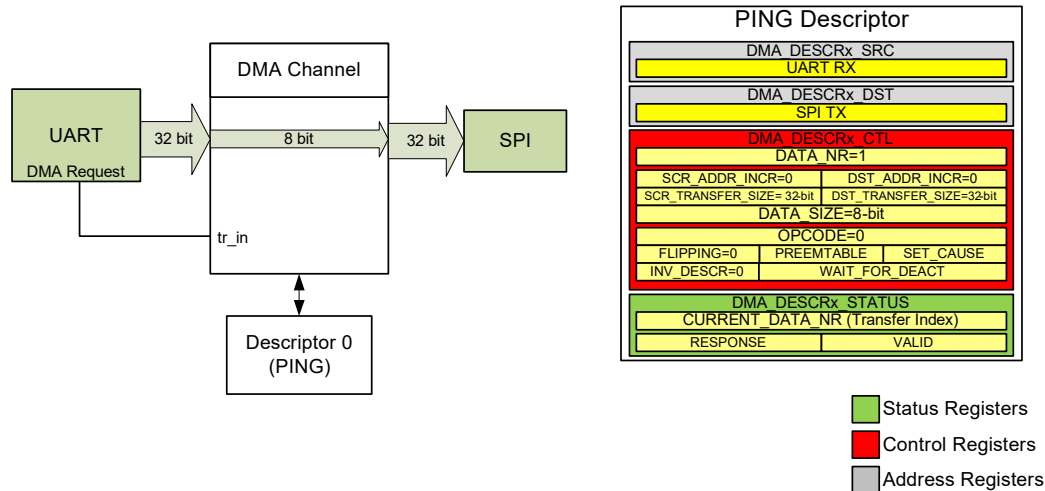 DMA Channel
UART
DMA Request
32 bit
8 bit
32 bit
SPI
tr_in
Descriptor 0
(PING)
PING Descriptor
DMA_DESCRx_SRC
UART RX
DMA_DESCRx_DST
SPI TX
DMA_DESCRx_CTL
DATA_NR=1
SCR_ADDR_INCR=0 DST_ADDR_INCR=0
SCR_TRANSFER_SIZE= 32-bit DST_TRANSFER_SIZE=32-bit
DATA_SIZE=8-bit
OPCODE=0
FLIPPING=0 PREEMTABLE SET_CAUSE
INV_DESCR=0 WAIT_FOR_DEACT
DMA_DESCRx_STATUS
CURRENT_DATA_NR (Transfer Index)
RESPONSE VALID
Status Registers
Control Registers
Address Registers